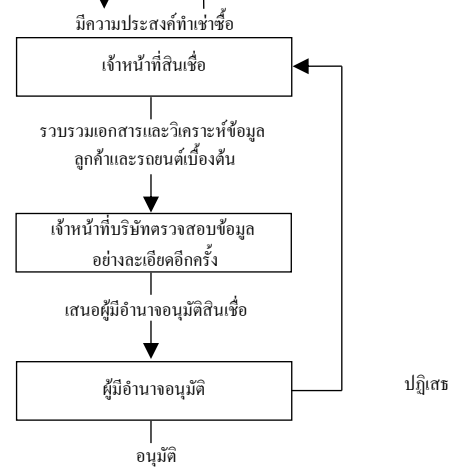 มีความประสงค์ทำเช่าซื้อ
เจ้าหน้าที่สินเชื่อ
รวบรวมเอกสารและวิเคราะห์ข้อมูล
ลูกค้าและรถยนต์เบื้องต้น
เจ้าหน้าที่บริษัทตรวจสอบข้อมูล
อย่างละเอียดอีกครั้ง
เสนอผู้มีอำนาจอนุมัติสินเชื่อ
ผู้มีอำนาจอนุมัติ
ปฏิเสธ
อนุมัติ